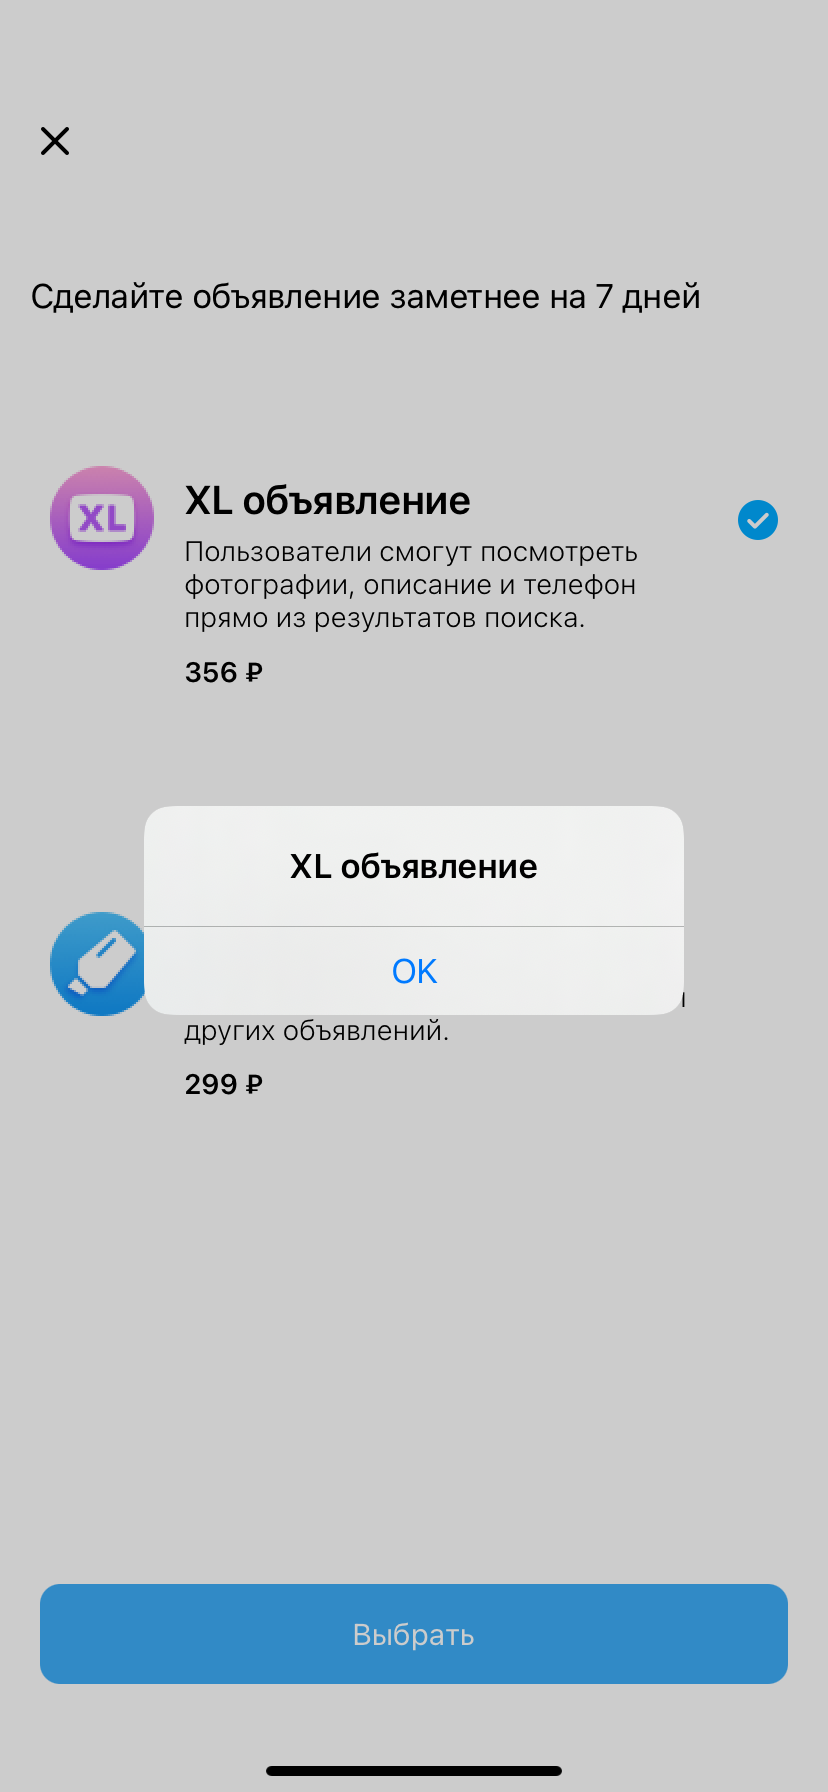 Сделайте объявление заметнее на 7 дней
XL
XL объявление
Пользователи смогут посмотреть
фотографии, описание и телефон
прямо из результатов поиска.
356 ₽
XL объявление
OK
других объявлений.
299 ₽
Выбрать